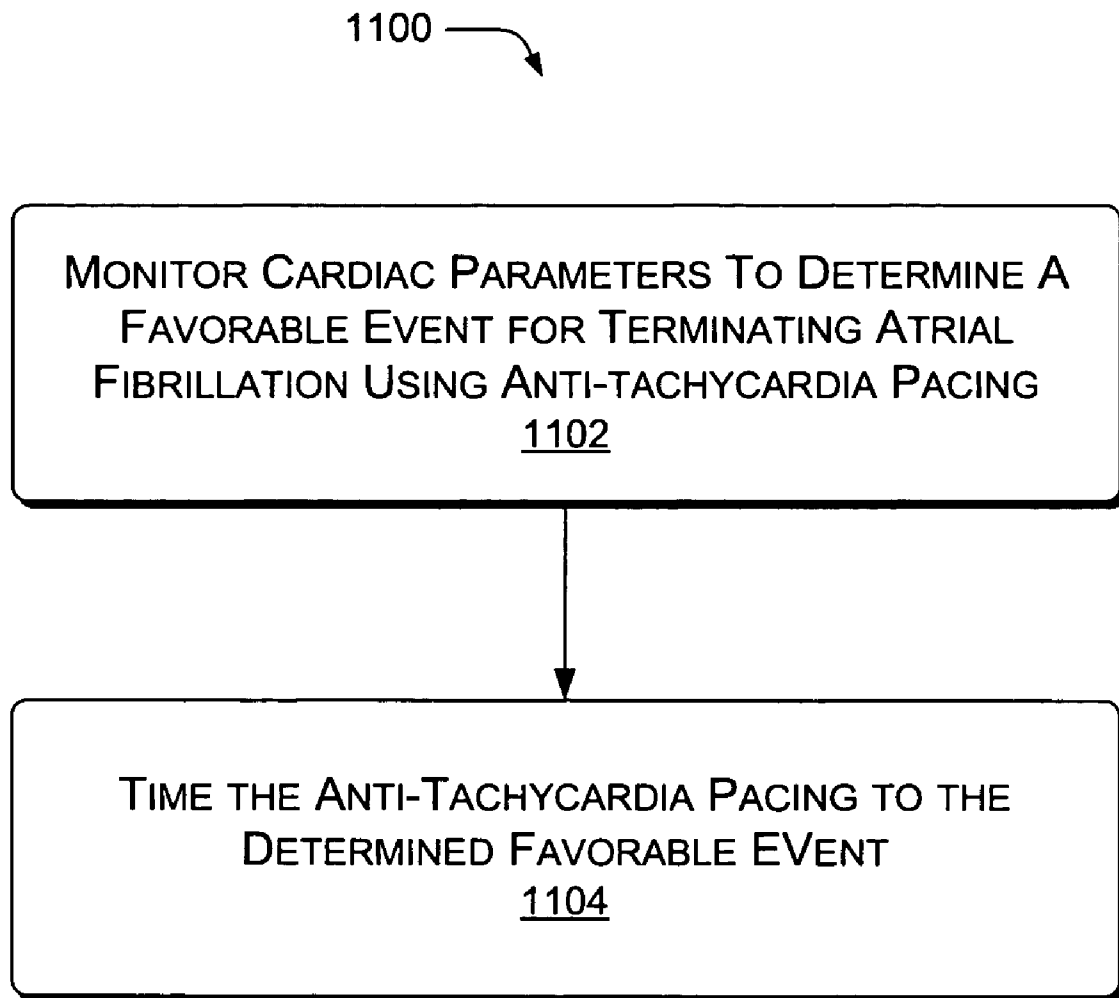 1100
MONITOR CARDIAC PARAMETERS TO DETERMINE A
FAVORABLE EVENT FOR TERMINATING ATRIAL
FIBRILLATION USING ANTI-TACHYCARDIA PACING
1102
TIME THE ANTI-TACHYCARDIA PACING TO THE
DETERMINED FAVORABLE EVENT
1104